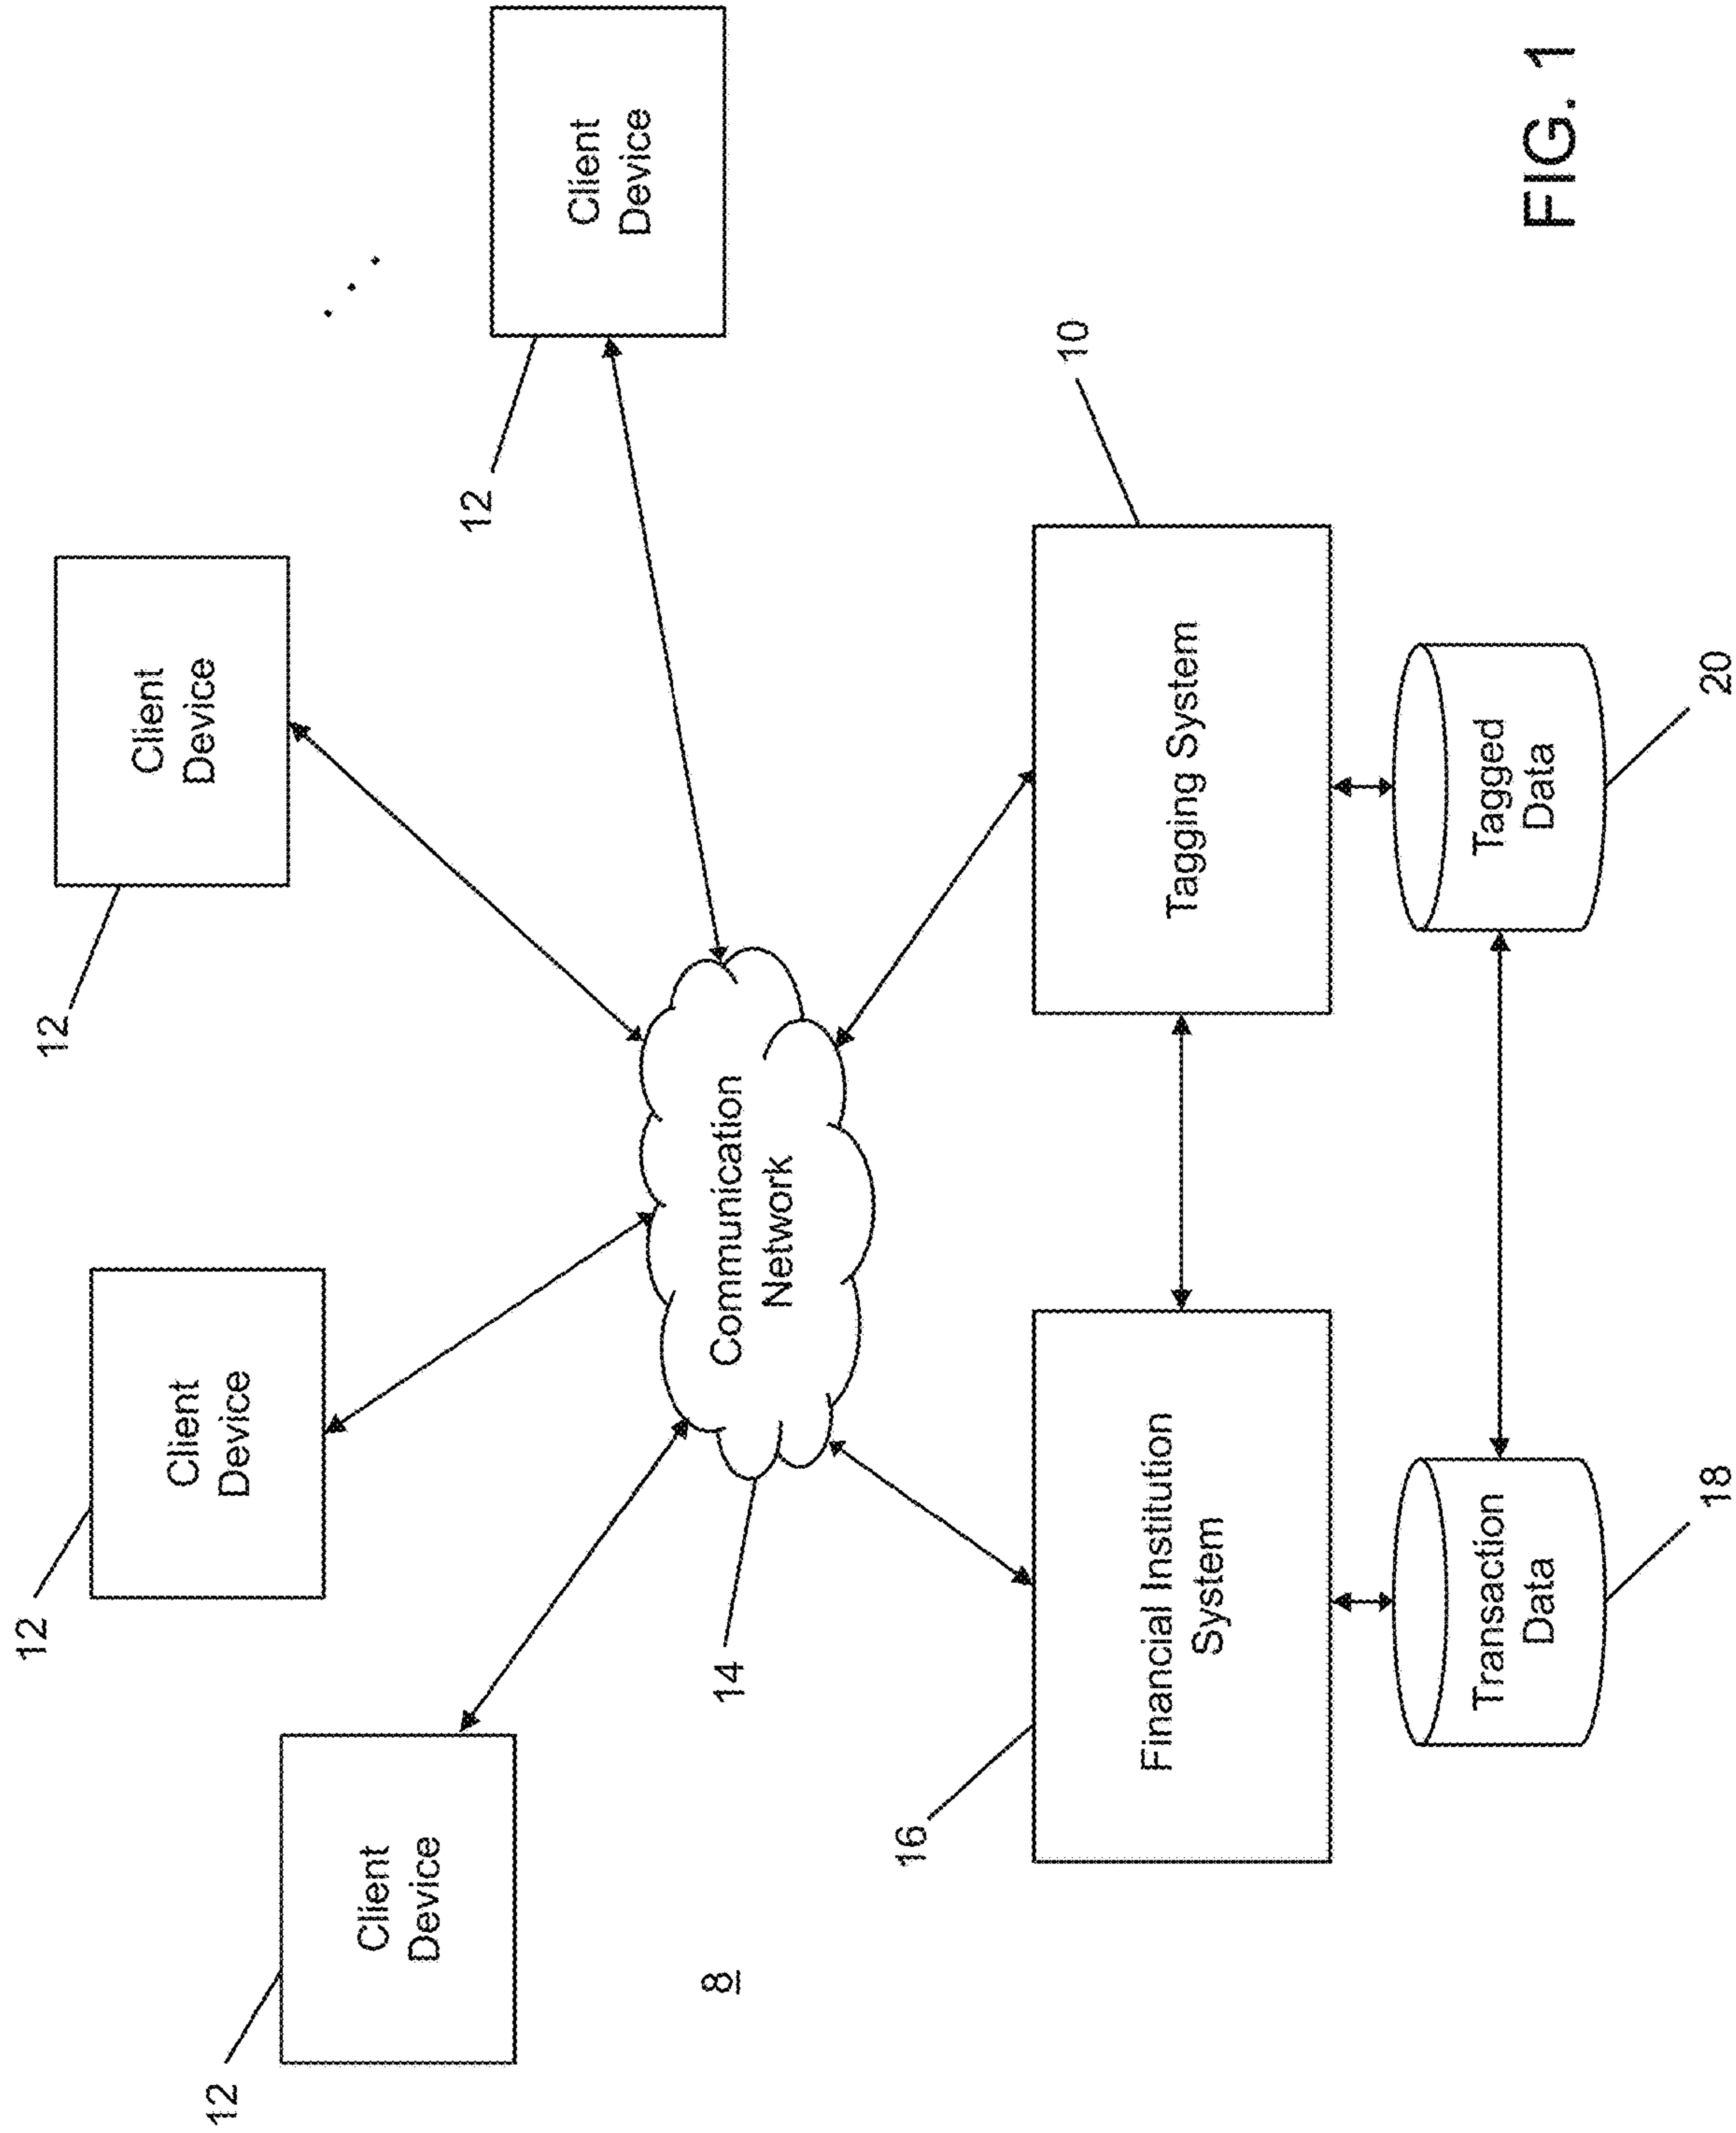 12
Client
Device
12
Client
Device
12
Client
Device
12
Client
Device
8
14
Communication
Network
16
Financial Institution
System
10
Tagging System
Transaction
Data
18
Tagged
Data
20
FIG. 1